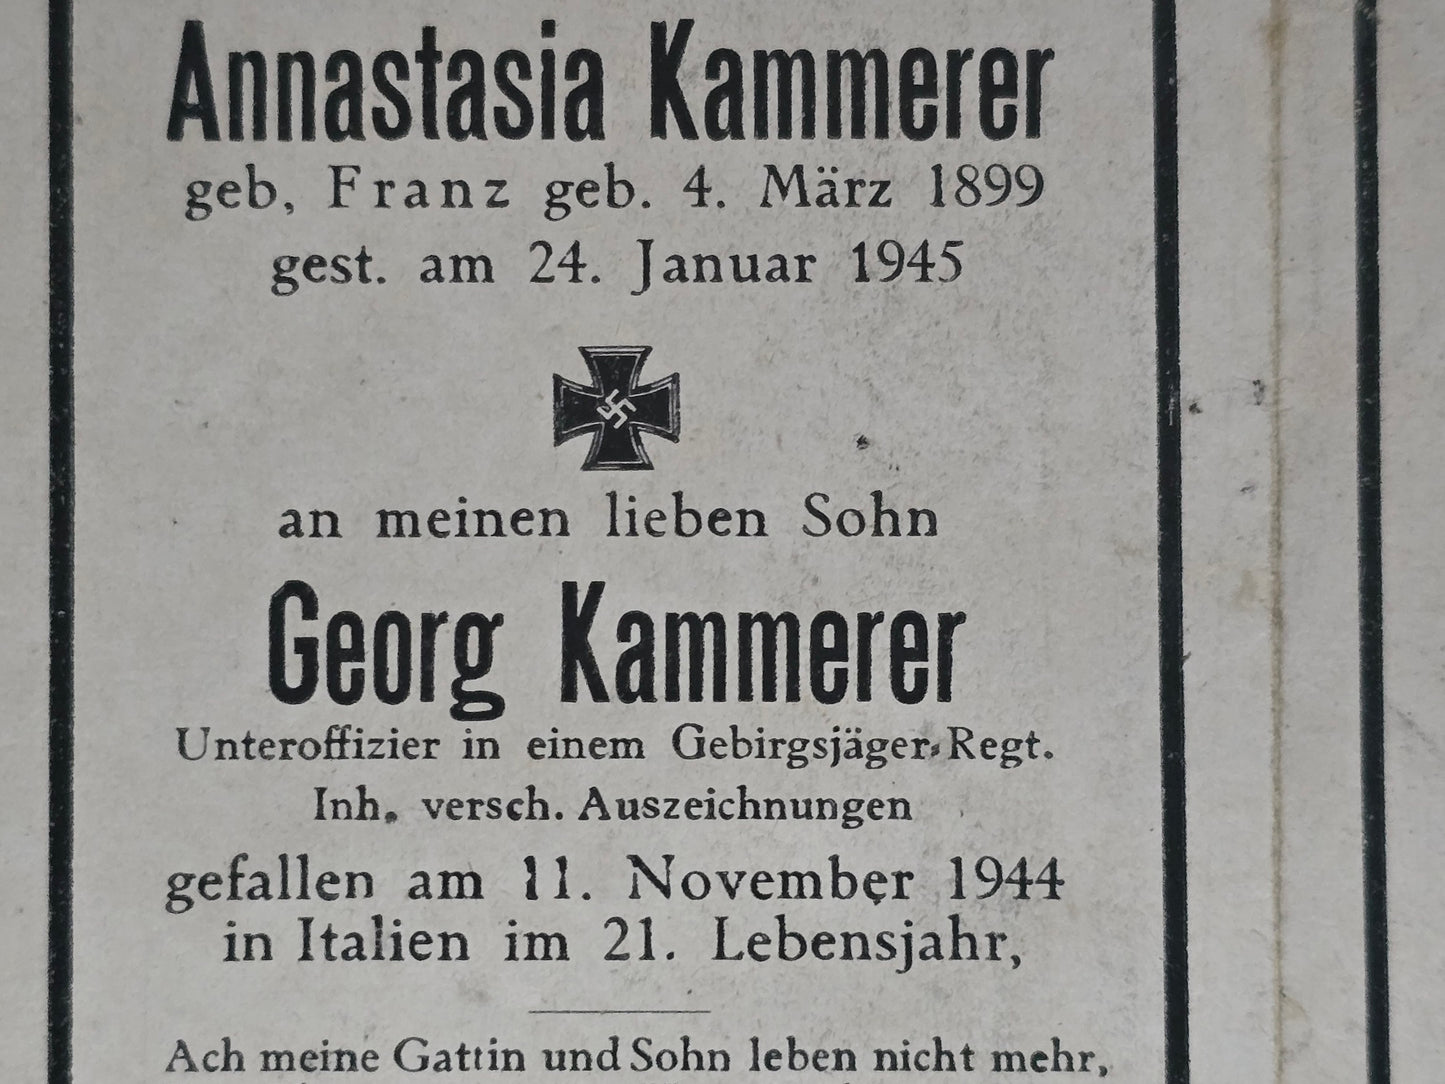 Annastasia Kammerer
geb, Franz geb. 4. März 1899
gest. am 24. Januar 1945
an meinen lieben Sohn
Georg Kammerer
Unteroffizier in einem Gebirgsjäger-Regt.
Inh. versch. Auszeichnungen
gefallen am 11. November 1944
in Italien im 21. Lebensjahr,
Ach meine Gattin und Sohn leben nicht mehr,